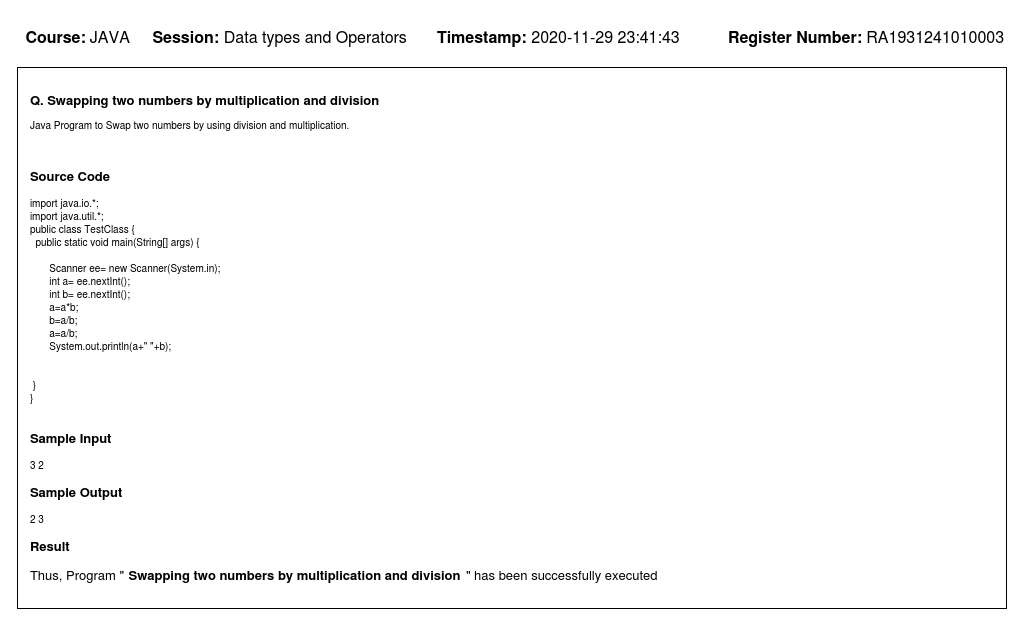 Course: JAVA Session: Data types and Operators Timestamp: 2020-11-29 23:41:43 Register Number: RA1931241010003
Q. Swapping two numbers by multiplication and division
Java Program to Swap two numbers by using division and multiplication.
Source Code
import java.io.*;
import java.util.*;
public class TestClass {
public static void main(String[] args) {
Scanner ee= new Scanner(System.in);
int a= ee.nextInt();
int b= ee.nextInt();
a=a*b;
b=a/b;
a=a/b;
System.out.println(a+" "+b);
}
}
Sample Input
3 2
Sample Output
2 3
Result
Thus, Program " Swapping two numbers by multiplication and division " has been successfully executed